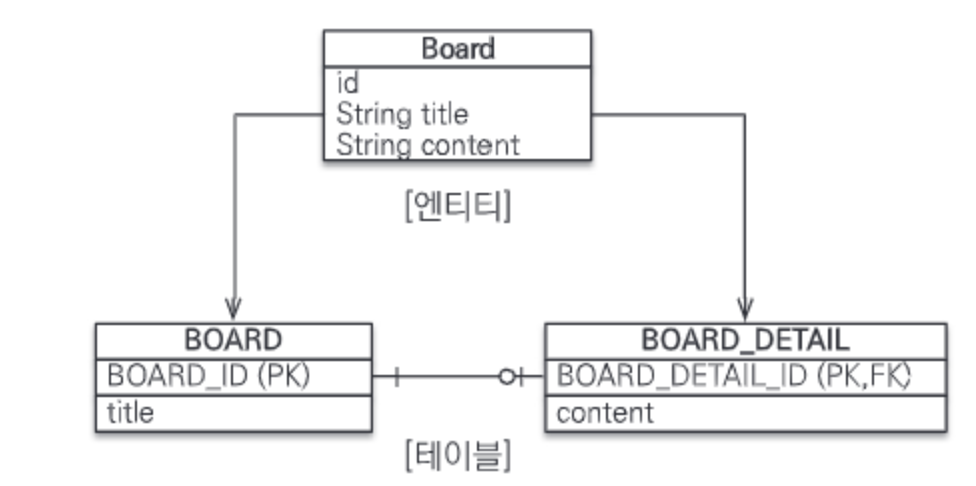 Board
id
String title
String content
[엔티티]
BOARD
BOARD_ID (PK)
title
BOARD_DETAIL
BOARD_DETAIL_ID (PK,FK)
content
[테이블]